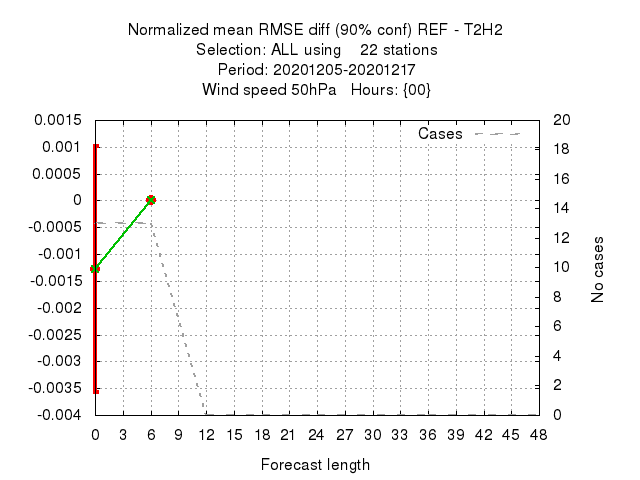 Normalized mean RMSE diff (90% conf) REF - T2H2
Selection: ALL using    22 stations
Period: 20201205-20201217
Wind speed 50hPa   Hours: {00}
Cases
0.0015
0.001
0.0005
0
-0.0005
-0.001
-0.0015
-0.002
-0.0025
-0.003
-0.0035
-0.004
20
18
16
14
12
10
8
6
4
2
0
No cases
0 3 6 9 12 15 18 21 24 27 30 33 36 39 42 45 48
Forecast length